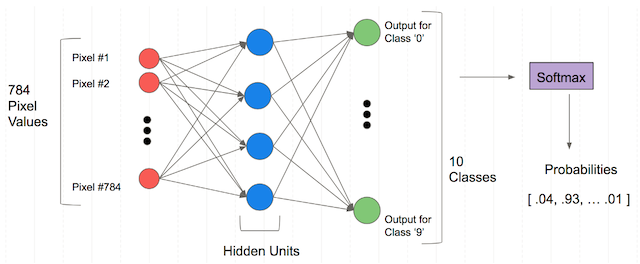 784
Pixel
Values
Pixel #1
Pixel #2
Pixel #784
Hidden Units
Output for
Class '0'
Output for
Class '9'
10
Classes
Softmax
Probabilities
[ .04, .93, ... .01 ]